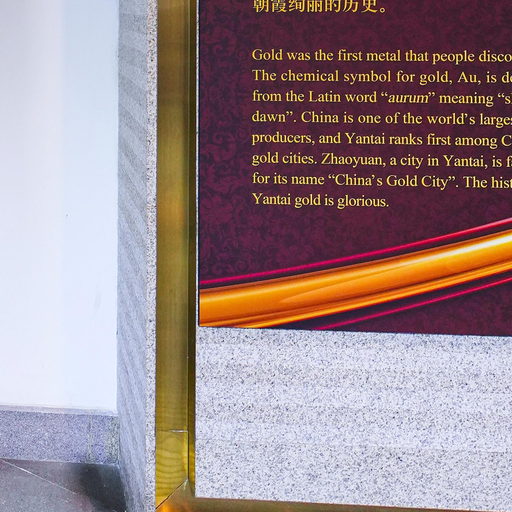 朝霞绚丽的历史。
Gold was the first metal that people
The chemical symbol for gold, Au, is
from the Latin word “aurum” meaning
dawn”. China is one of the world’s
producers, and Yantai ranks first among
gold cities. Zhaoyuan, a city in Yantai, is
for its name “China’s Gold City”. The
Yantai gold is glorious.